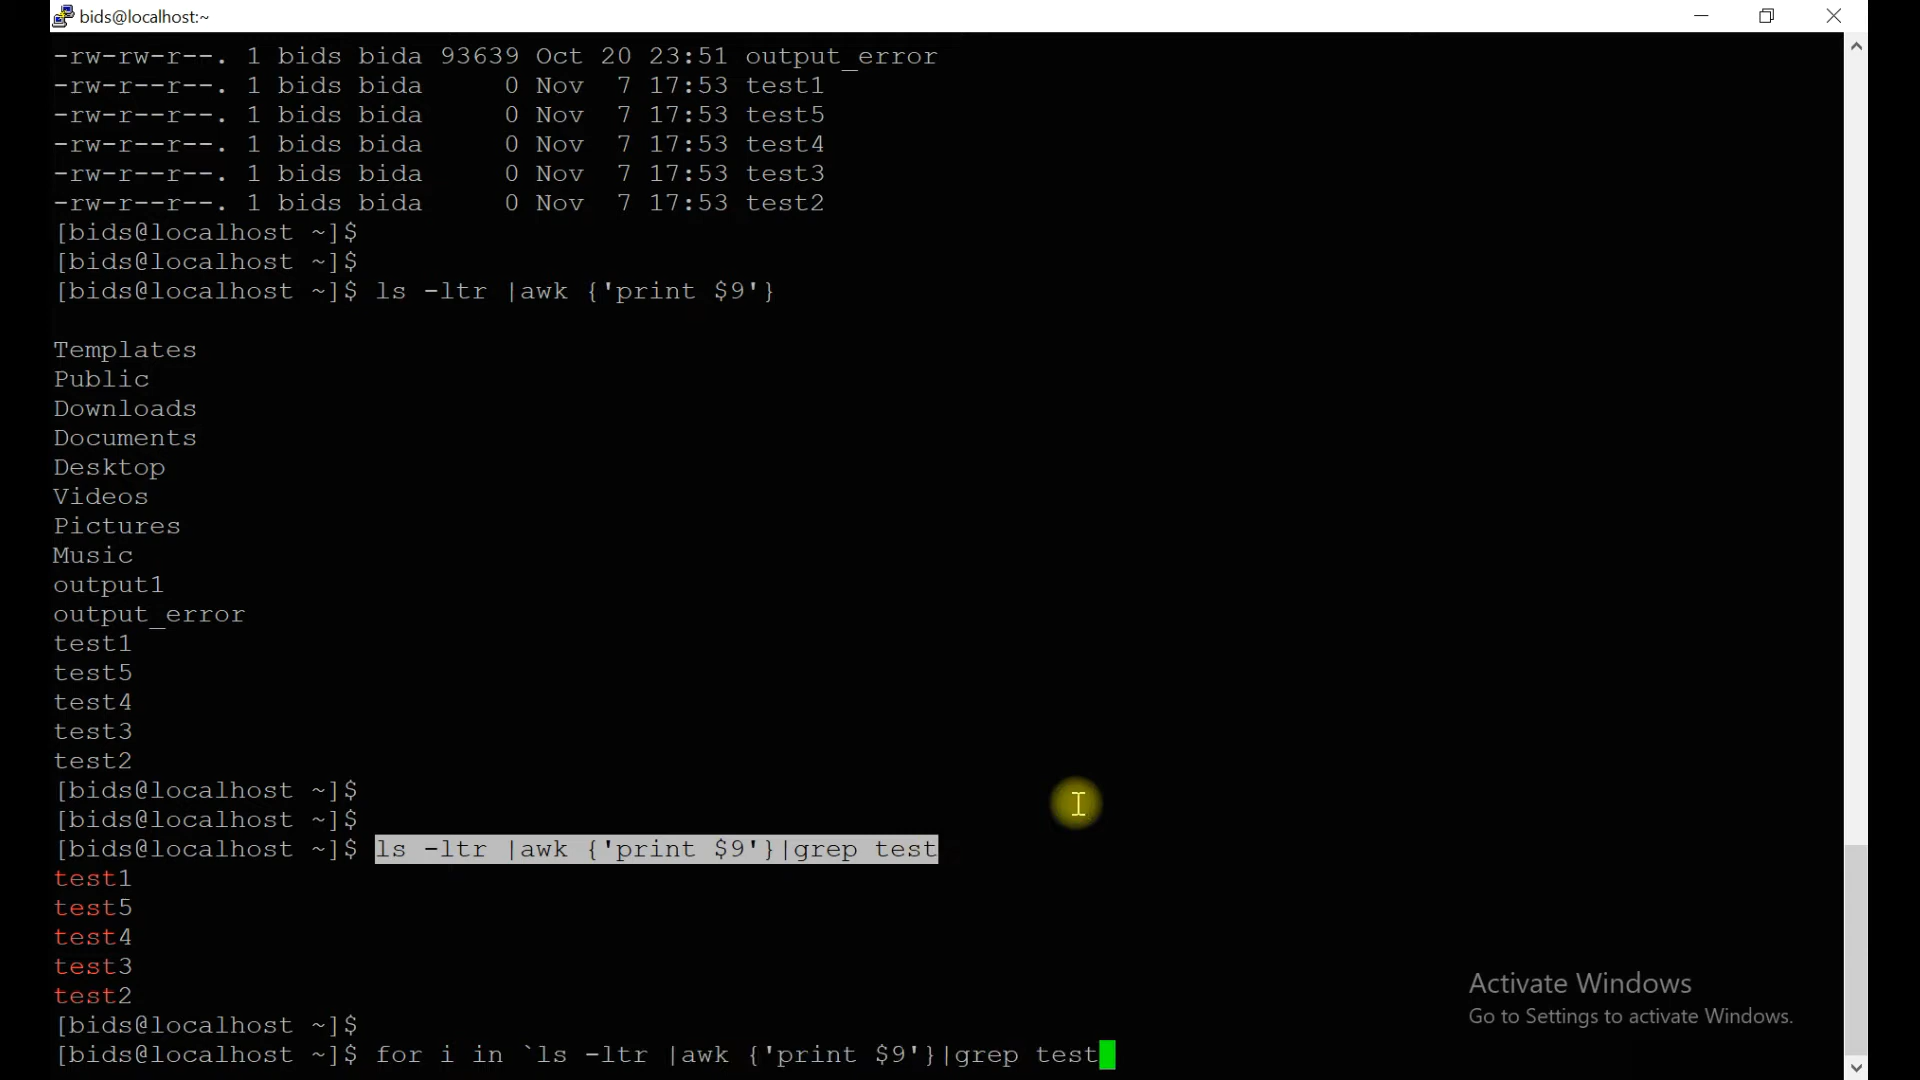 bids@localhost:~
-rw-rw-r--. 1 bids bida 93639 Oct 20 23:51 output_error
-rw-r--r--. 1 bids bida     0 Nov  7 17:53 test1
-rw-r--r--. 1 bids bida     0 Nov  7 17:53 test5
-rw-r--r--. 1 bids bida     0 Nov  7 17:53 test4
-rw-r--r--. 1 bids bida     0 Nov  7 17:53 test3
-rw-r--r--. 1 bids bida     0 Nov  7 17:53 test2
[bids@localhost ~]$
[bids@localhost ~]$
[bids@localhost ~]$ ls -ltr |awk {'print $9'}
Templates
Public
Downloads
Documents
Desktop
Videos
Pictures
Music
output1
output_error
test1
test5
test4
test3
test2
[bids@localhost ~]$
[bids@localhost ~]$
[bids@localhost ~]$ ls -ltr |awk {'print $9'}|grep test
test1
test5
test4
test3
test2
[bids@localhost ~]$
[bids@localhost ~]$ for i in `ls -ltr |awk {'print $9'}|grep test
Activate Windows
Go to Settings to activate Windows.